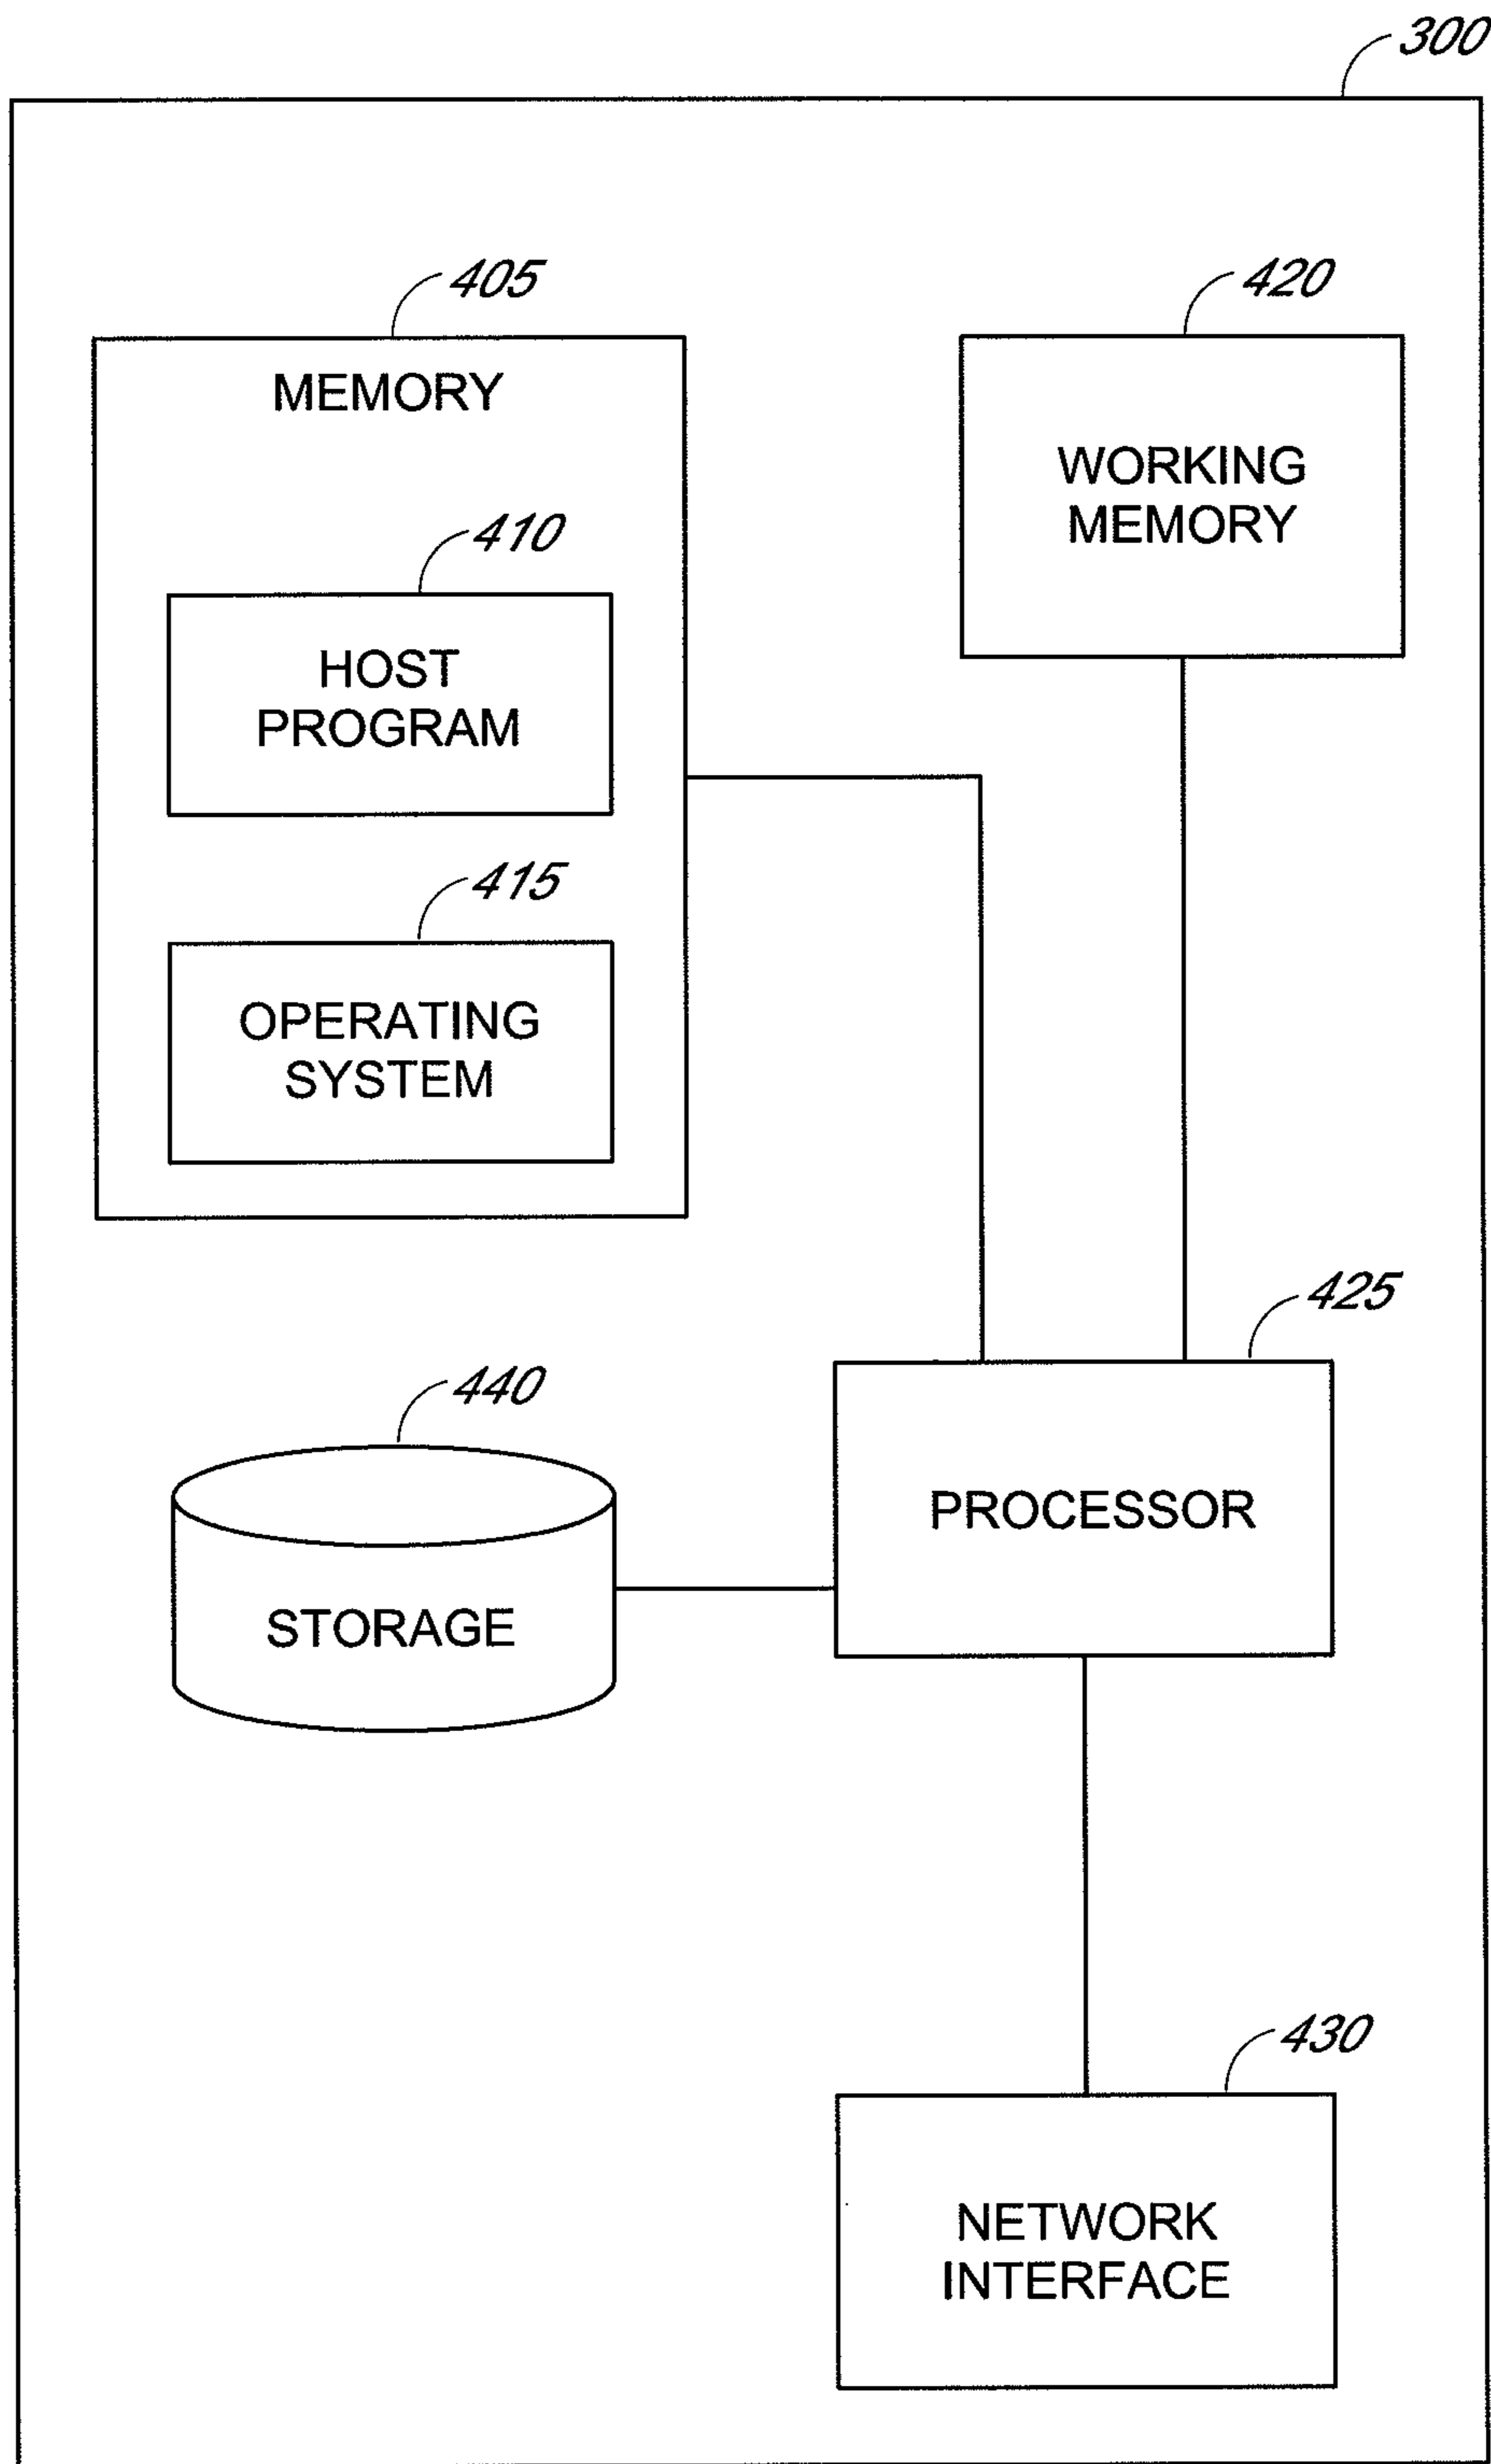 300
405
MEMORY
420
WORKING
MEMORY
410
HOST
PROGRAM
415
OPERATING
SYSTEM
425
PROCESSOR
440
STORAGE
430
NETWORK
INTERFACE